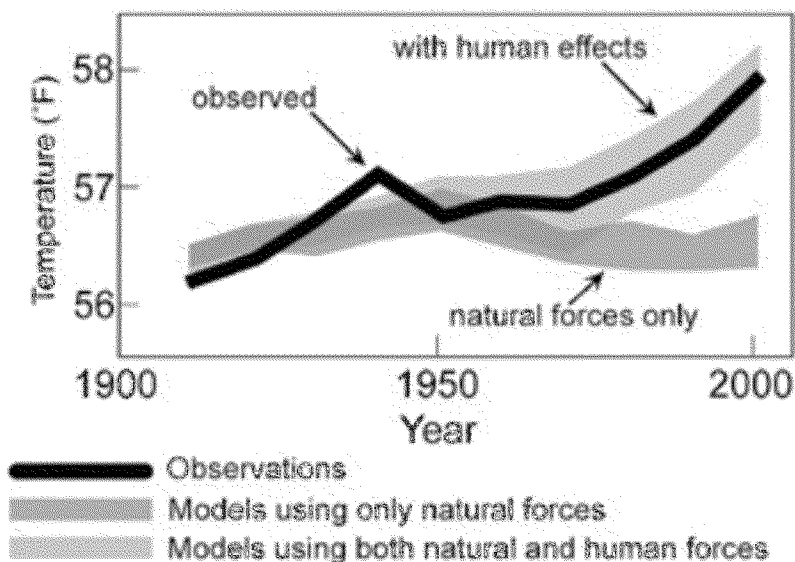 with human effects
58
observed
57
Temperature (°F)
56
natural forces only
1900
1950
2000
Year
Observations
Models using only natural forces
Models using both natural and human forces